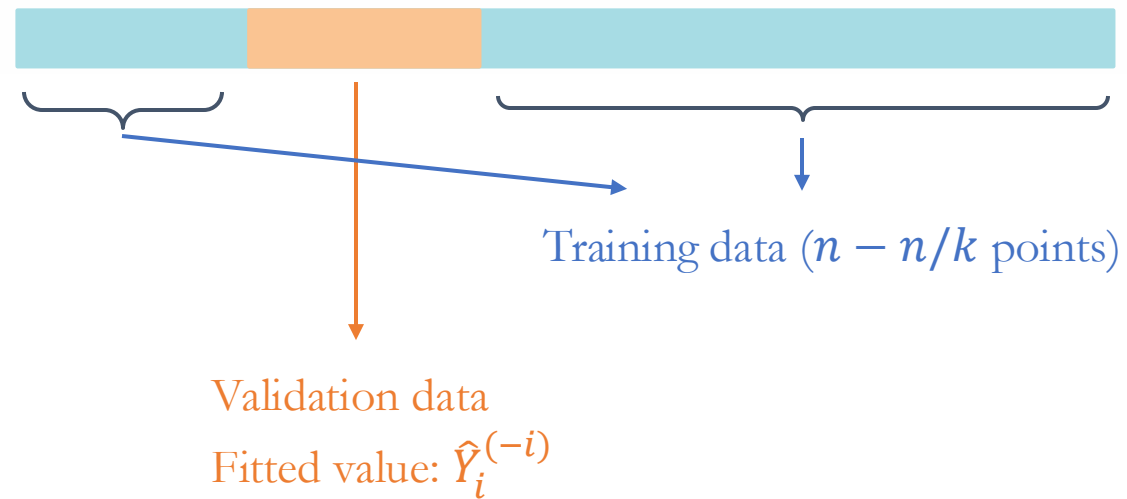 Training data (n − n/k points)
Validation data
Fitted value: Ŷ_i^(−i)